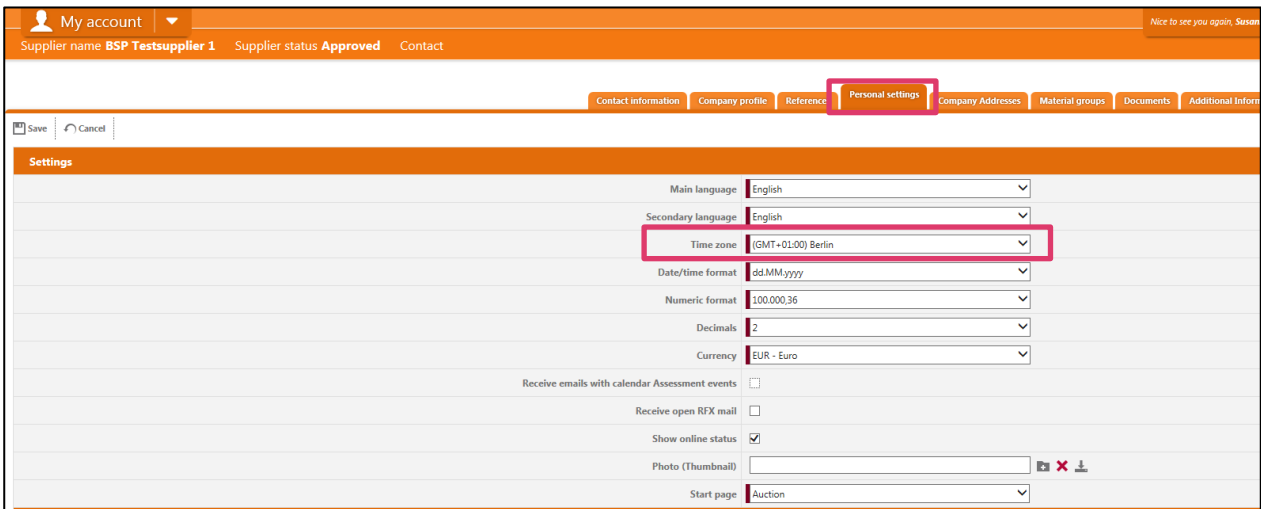 My account
Nice to see you again, Susan
Supplier name BSP Testsupplier 1 Supplier status Approved Contact
Contact information Company profile Reference Personal settings Company Addresses Material groups Documents Additional Inform
Save Cancel
Settings
Main language English
Secondary language English
Time zone (GMT+01:00) Berlin
Date/time format dd.MM.yyyy
Numeric format 100.000,36
Decimals 2
Currency EUR - Euro
Receive emails with calendar Assessment events
Receive open RFX mail
Show online status
Photo (Thumbnail)
Start page Auction